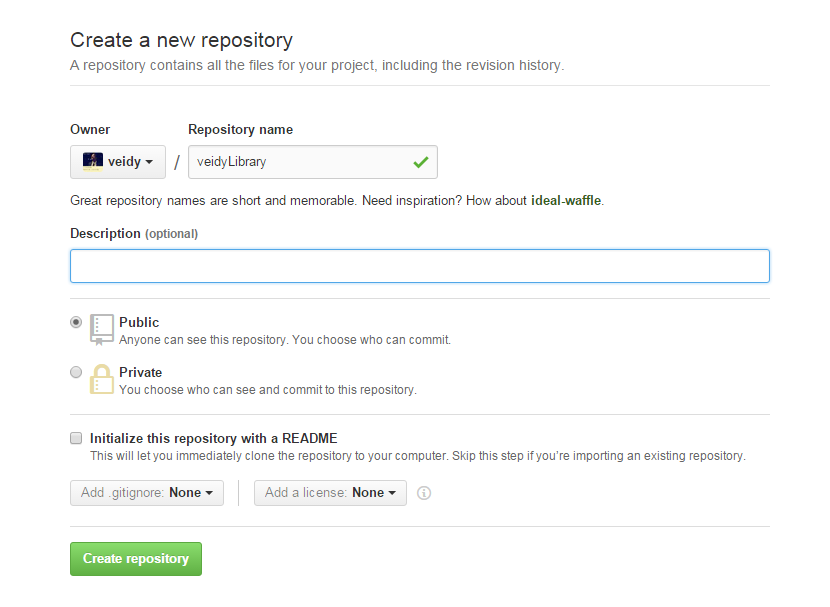 Create a new repository
A repository contains all the files for your project, including the revision history.
Owner Repository name
veidy / veidyLibrary
Great repository names are short and memorable. Need inspiration? How about ideal-waffle.
Description (optional)
Public
Anyone can see this repository. You choose who can commit.
Private
You choose who can see and commit to this repository.
Initialize this repository with a README
This will let you immediately clone the repository to your computer. Skip this step if you're importing an existing repository.
Add .gitignore: None Add a license: None
Create repository